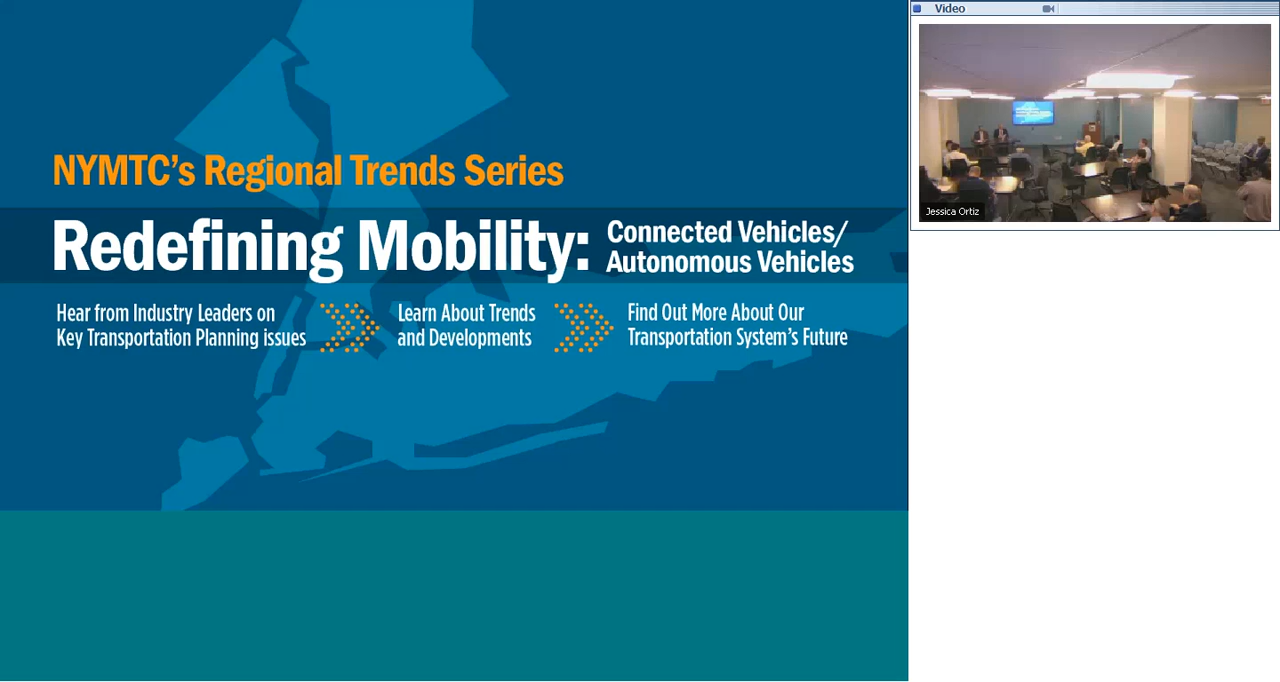 NYMTC's Regional Trends Series
Redefining Mobility:
Connected Vehicles/
Autonomous Vehicles
Hear from Industry Leaders on
Key Transportation Planning issues
Learn About Trends
and Developments
Find Out More About Our
Transportation System's Future
Video
Jessica Ortiz